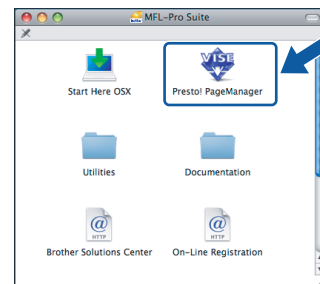 MFL-Pro Suite
VISE
Start Here OSX
Presto! PageManager
Utilities
Documentation
@
HTTP
@
HTTP
Brother Solutions Center
On-Line Registration